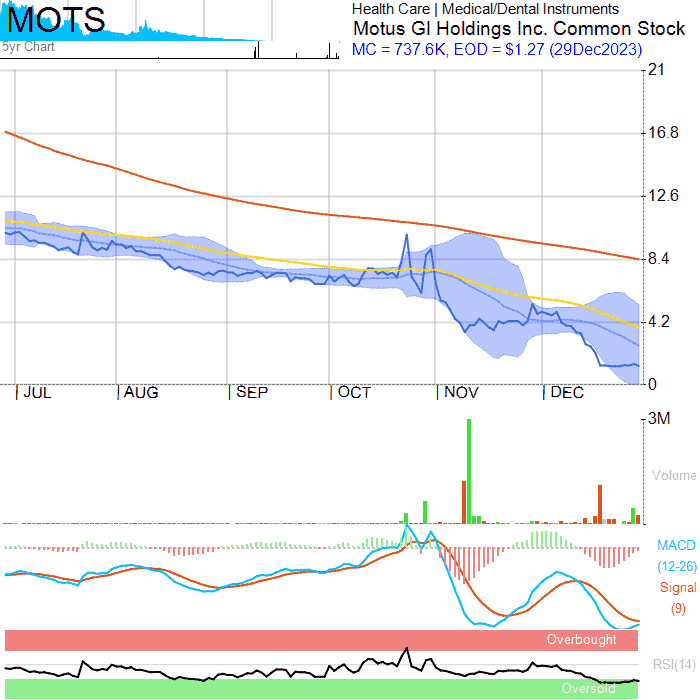 MOTS
5yr Chart
Health Care | Medical/Dental Instruments
Motus GI Holdings Inc. Common Stock
MC = 737.6K, EOD = $1.27 (29Dec2023)
21
16.8
12.6
8.4
4.2
0
JUL AUG SEP OCT NOV DEC
3M
Volume
MACD
(12-26)
Signal
(9)
Overbought
RSI(14)
Oversold